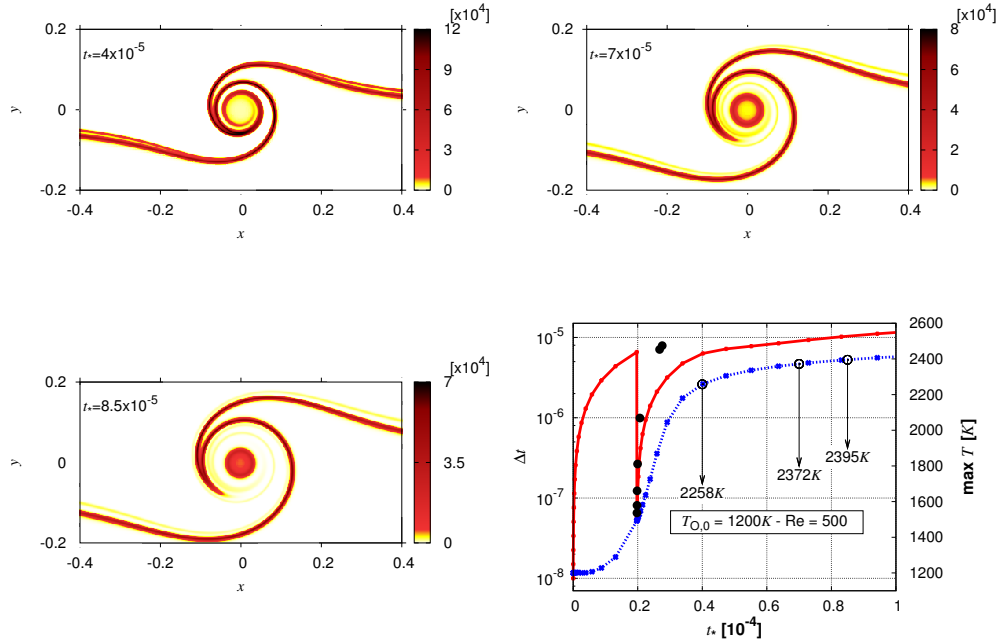 [x10⁴]
0.2
12
t⋆=4x10⁻⁵
9
y
0
6
3
-0.2
0
-0.4
-0.2
0
0.2
0.4
x
[x10⁴]
0.2
8
t⋆=7x10⁻⁵
6
y
0
4
2
-0.2
0
-0.4
-0.2
0
0.2
0.4
x
[x10⁴]
0.2
7
t⋆=8.5x10⁻⁵
y
0
3.5
-0.2
0
-0.4
-0.2
0
0.2
0.4
x
2600
10⁻⁵
2400
2200
10⁻⁶
2000
Δt
max T [K]
1800
2395K
2372K
2258K
10⁻⁷
1600
T_O,0 = 1200K - Re = 500
1400
10⁻⁸
1200
0
0.2
0.4
0.6
0.8
1
t⋆ [10⁻⁴]